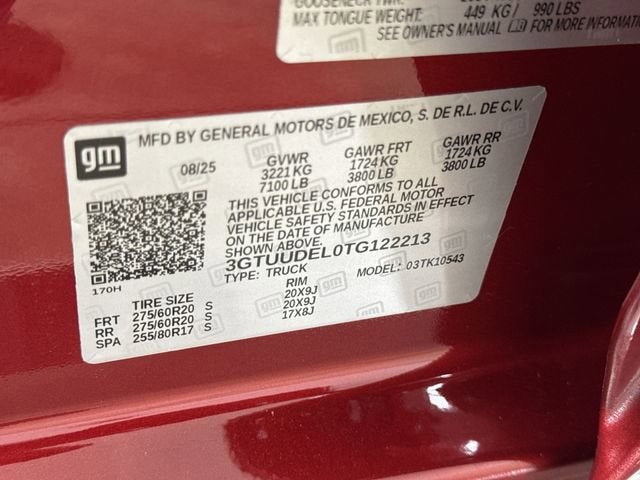 MAX TONGUE WEIGHT: 449 KG / 990 LBS
SEE OWNER'S MANUAL FOR MORE INFORMATI
gm
MFD BY GENERAL MOTORS DE MEXICO, S. DE R.L. DE C.V.
08/25
GVWR GAWR FRT GAWR RR
3221 KG 1724 KG 1724 KG
7100 LB 3800 LB 3800 LB
THIS VEHICLE CONFORMS TO ALL
APPLICABLE U.S. FEDERAL MOTOR
VEHICLE SAFETY STANDARDS IN EFFECT
ON THE DATE OF MANUFACTURE
SHOWN ABOVE.
3GTUUDEL0TG122213
TYPE: TRUCK MODEL: 03TK10543
170H
TIRE SIZE RIM
FRT 275/60R20 S 20X9J
RR 275/60R20 S 20X9J
SPA 255/80R17 S 17X8J